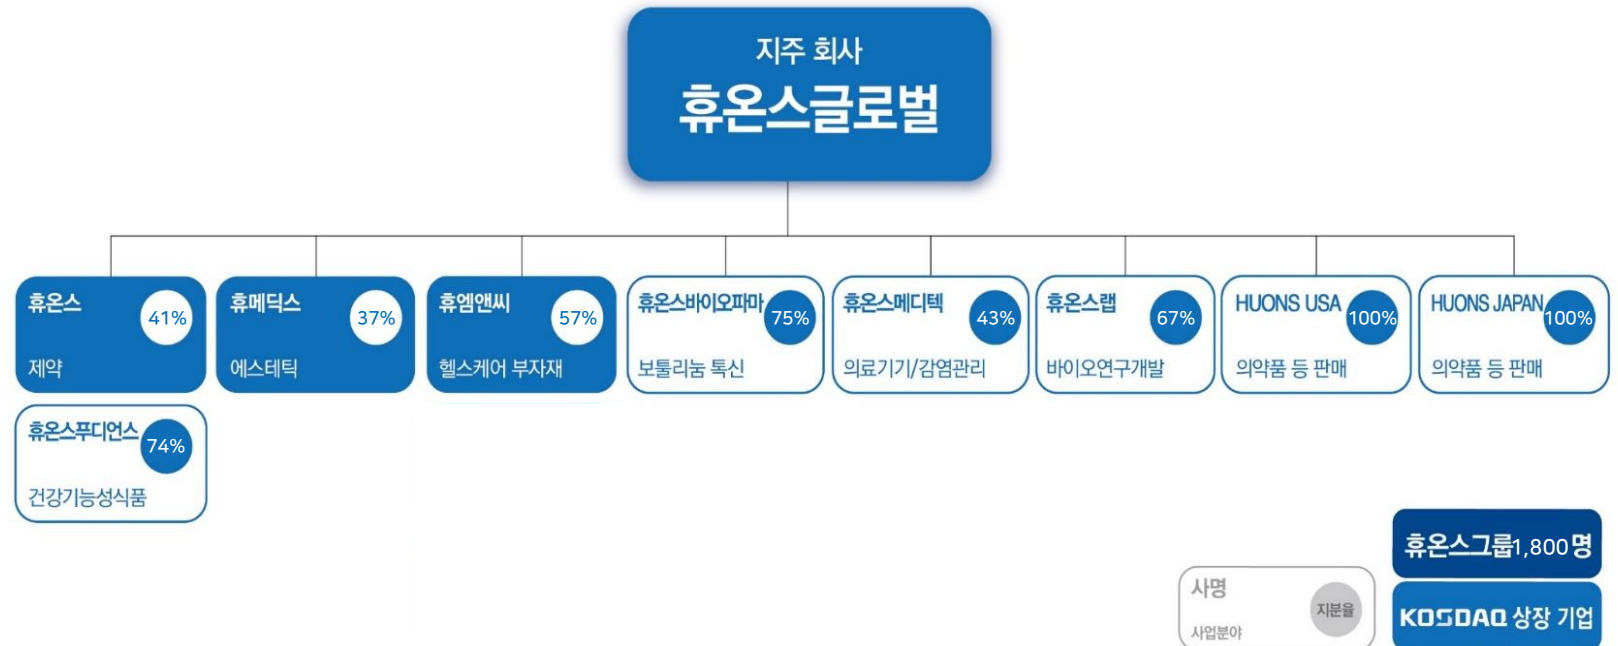 지주 회사
휴온스글로벌
휴온스
41%
제약
휴메딕스
37%
에스테틱
휴엠앤씨
57%
헬스케어 부자재
휴온스바이오파마
75%
보툴리눔 톡신
휴온스메디텍
43%
의료기기/감염관리
휴온스랩
67%
바이오연구개발
HUONS USA
100%
의약품 등 판매
HUONS JAPAN
100%
의약품 등 판매
휴온스푸디언스
74%
건강기능성식품
휴온스그룹1,800명
사명
지분율
사업분야
KOSDAQ 상장 기업